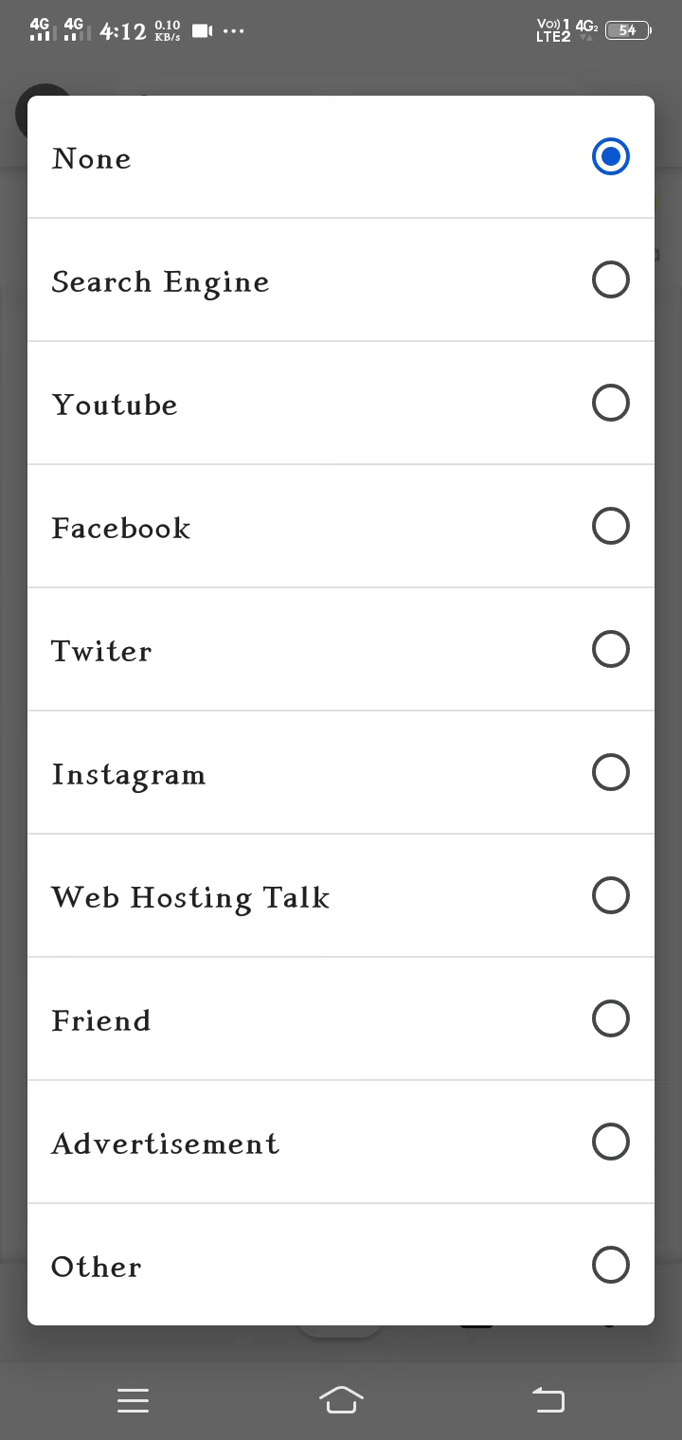 4G 4G 4:12 0.10 KB/s ... Vo)) 1 LTE2 4G2 54
None
Search Engine
Youtube
Facebook
Twiter
Instagram
Web Hosting Talk
Friend
Advertisement
Other